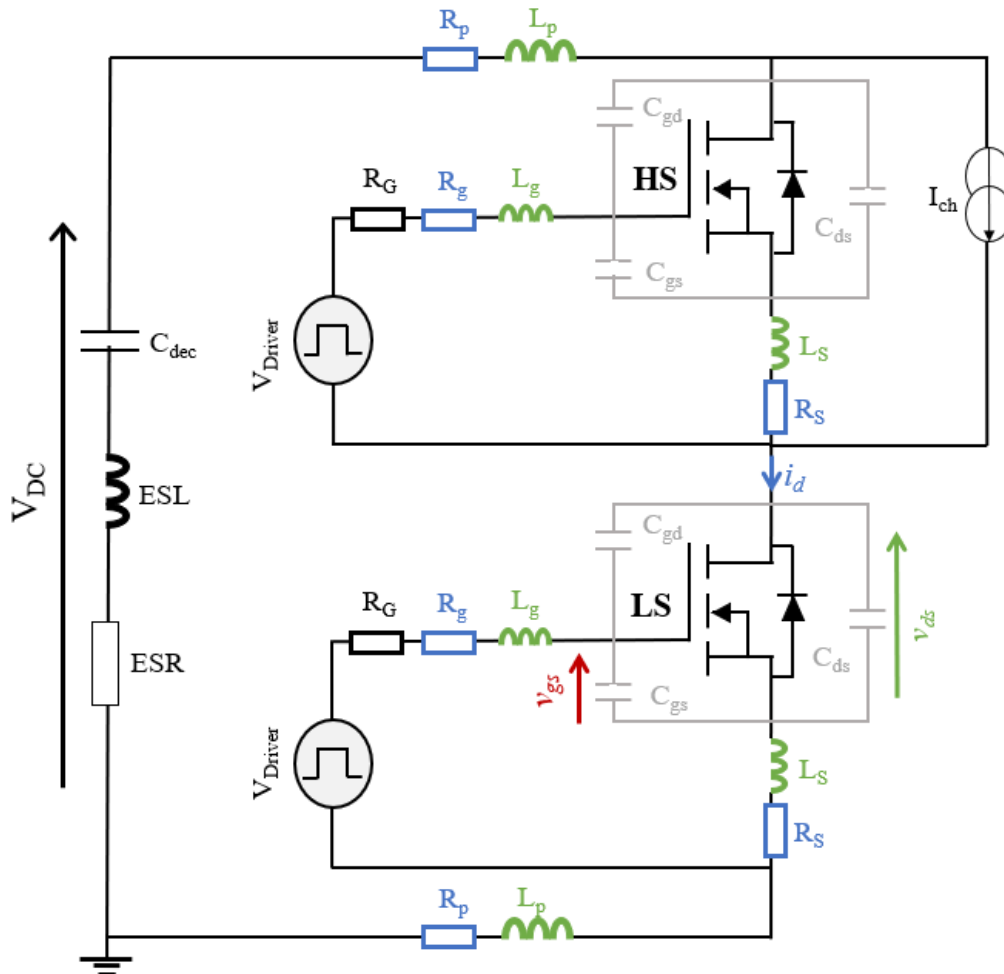 Rp
Lp
Cgd
RG
Rg
Lg
HS
Cds
Ich
Cgs
VDriver
Cdec
LS
RS
VDC
ESL
id
Cgd
RG
Rg
Lg
LS
vds
ESR
vgs
Cds
Cgs
VDriver
LS
RS
Rp
Lp